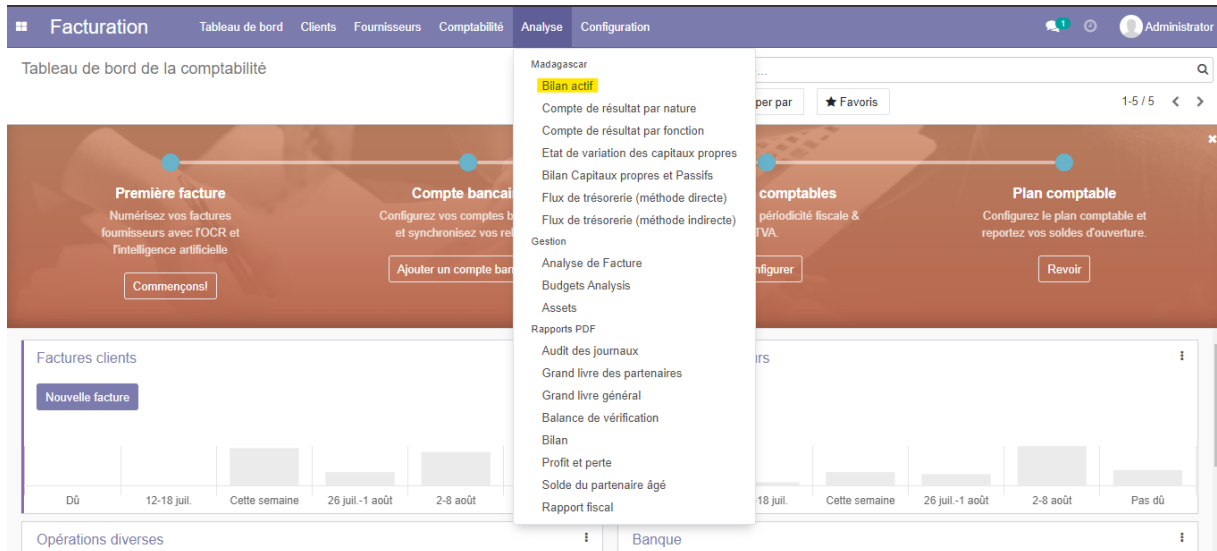 Facturation
Tableau de bord
Clients
Fournisseurs
Comptabilité
Analyse
Configuration
1
Administrator
Tableau de bord de la comptabilité
...
per par
Favoris
1-5 / 5
Madagascar
Bilan actif
Compte de résultat par nature
Compte de résultat par fonction
Etat de variation des capitaux propres
Bilan Capitaux propres et Passifs
Flux de trésorerie (méthode directe)
Flux de trésorerie (méthode indirecte)
Gestion
Analyse de Facture
Budgets Analysis
Assets
Rapports PDF
Audit des journaux
Grand livre des partenaires
Grand livre général
Balance de vérification
Bilan
Profit et perte
Solde du partenaire âgé
Rapport fiscal
Première facture
Numérisez vos factures
fournisseurs avec l'OCR et
l'intelligence artificielle
Commençons!
Compte bancai
Configurez vos comptes b
et synchronisez vos rel
Ajouter un compte ban
comptables
périodicité fiscale &
TVA.
nfigurer
Plan comptable
Configurez le plan comptable et
reportez vos soldes d'ouverture.
Revoir
Factures clients
Nouvelle facture
Dû
12-18 juil.
Cette semaine
26 juil.-1 août
2-8 août
rs
-18 juil.
Cette semaine
26 juil.-1 août
2-8 août
Pas dû
Opérations diverses
Banque